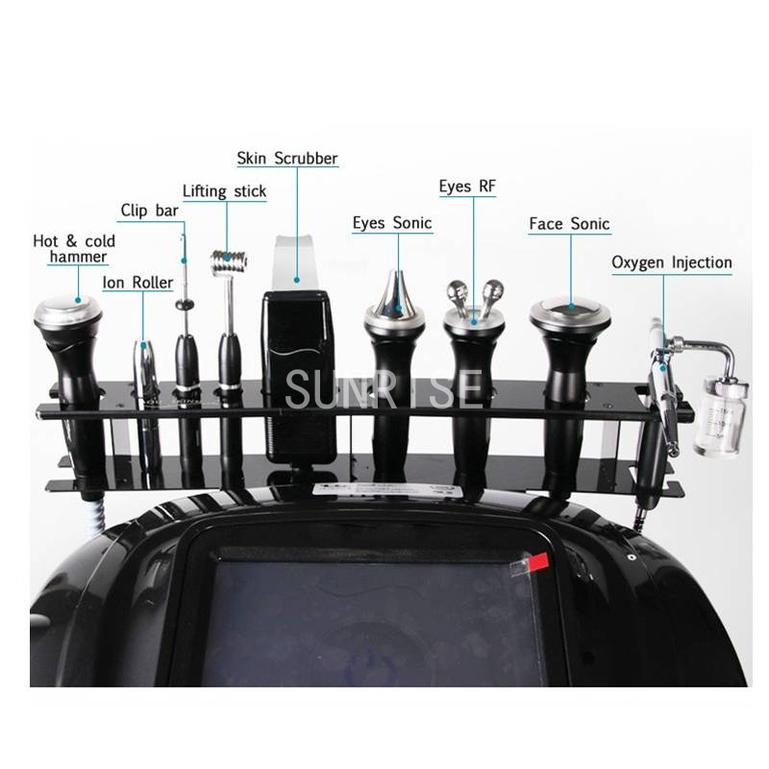 Skin Scrubber
Lifting stick
Eyes RF
Clip bar
Eyes Sonic
Face Sonic
Hot & cold
hammer
Ion Roller
Oxygen Injection
SUNRISE